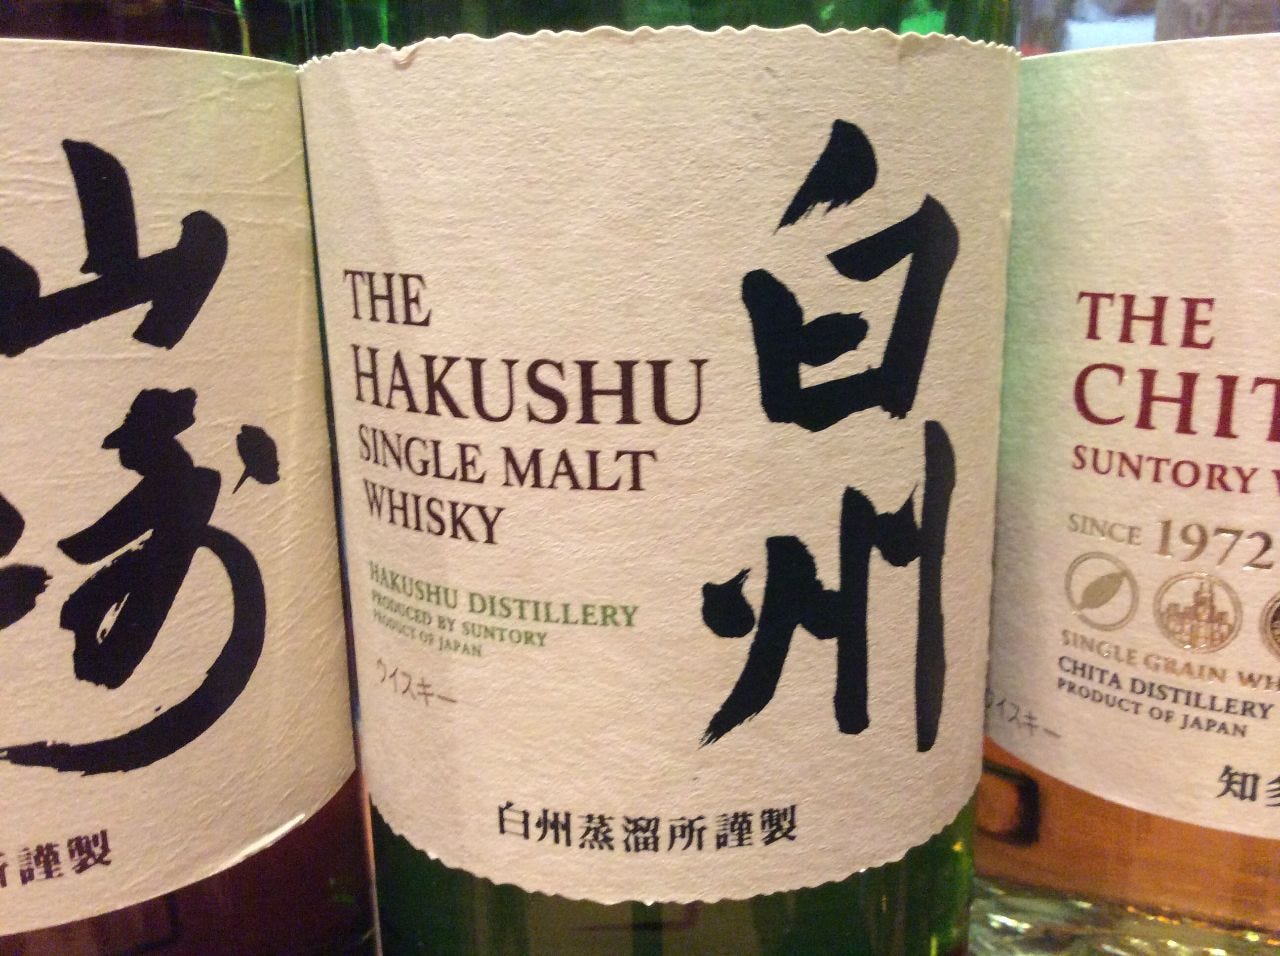 山崎
所謹製
THE
HAKUSHU
SINGLE MALT
WHISKY
白州
HAKUSHU DISTILLERY
PRODUCED BY SUNTORY
PRODUCT OF JAPAN
ウイスキー
白州蒸溜所謹製
THE
CHIT
SUNTORY W
SINCE 1972
SINGLE GRAIN WH
CHITA DISTILLERY
PRODUCT OF JAPAN
ウイスキー
知多